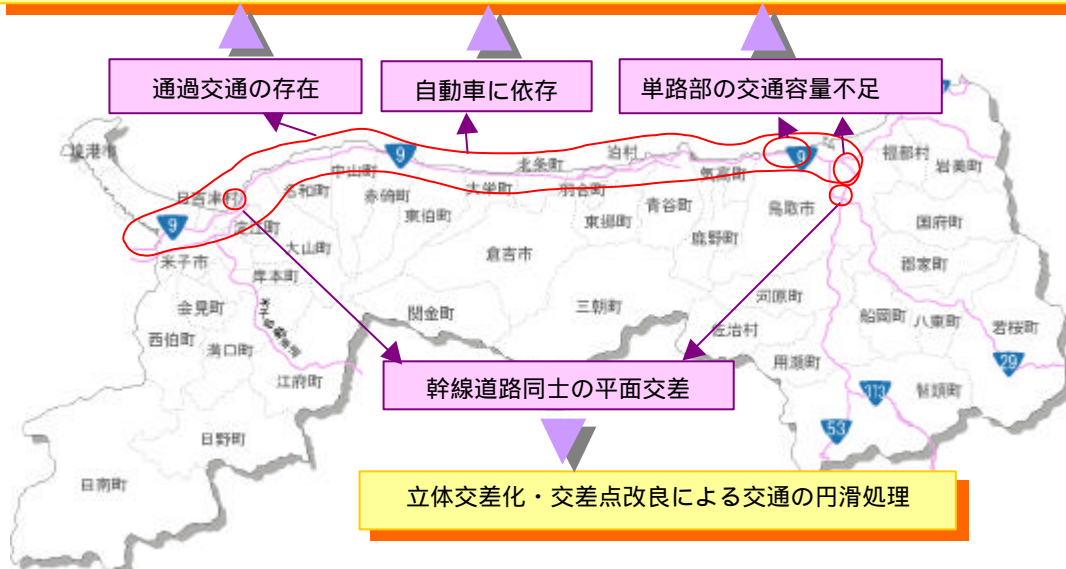 通過交通の存在
自動車に依存
単路部の交通容量不足
境港市
日吉津村
淀江町
名和町
中山町
9
赤碕町
東伯町
大栄町
北条町
羽合町
泊村
東郷町
青谷町
気高町
鹿野町
9
鳥取市
福部村
岩美町
国府町
郡家町
9
米子市
大山町
岸本町
会見町
西伯町
溝口町
江府町
日野町
日南町
倉吉市
関金町
三朝町
河原町
佐治村
用瀬町
船岡町
八東町
若桜町
29
智頭町
53
幹線道路同士の平面交差
立体交差化・交差点改良による交通の円滑処理